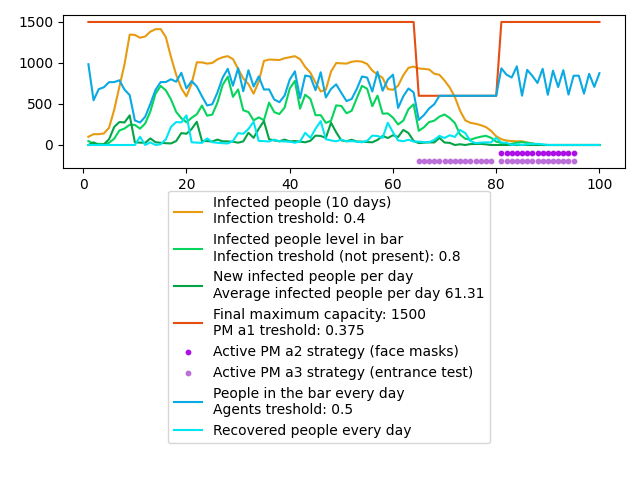 1500
1000
500
0
0 20 40 60 80 100
Infected people (10 days)
Infection treshold: 0.4
Infected people level in bar
Infection treshold (not present): 0.8
New infected people per day
Average infected people per day 61.31
Final maximum capacity: 1500
PM a1 treshold: 0.375
Active PM a2 strategy (face masks)
Active PM a3 strategy (entrance test)
People in the bar every day
Agents treshold: 0.5
Recovered people every day